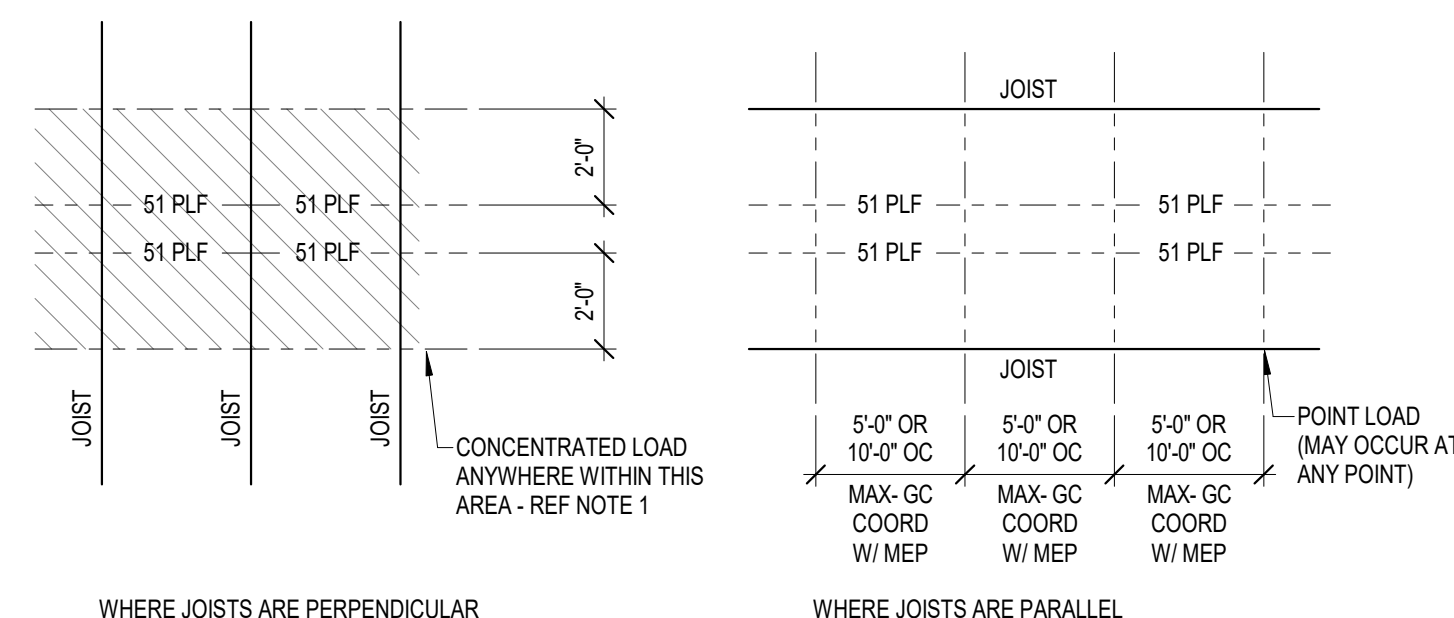 2'-0"
51 PLF 51 PLF
51 PLF 51 PLF
2'-0"
JOIST
JOIST
JOIST
CONCENTRATED LOAD
ANYWHERE WITHIN THIS
AREA - REF NOTE 1
WHERE JOISTS ARE PERPENDICULAR
JOIST
51 PLF 51 PLF
51 PLF 51 PLF
JOIST
5'-0" OR
10'-0" OC
MAX- GC
COORD
W/ MEP
5'-0" OR
10'-0" OC
MAX- GC
COORD
W/ MEP
5'-0" OR
10'-0" OC
MAX- GC
COORD
W/ MEP
POINT LOAD
(MAY OCCUR AT
ANY POINT)
WHERE JOISTS ARE PARALLEL